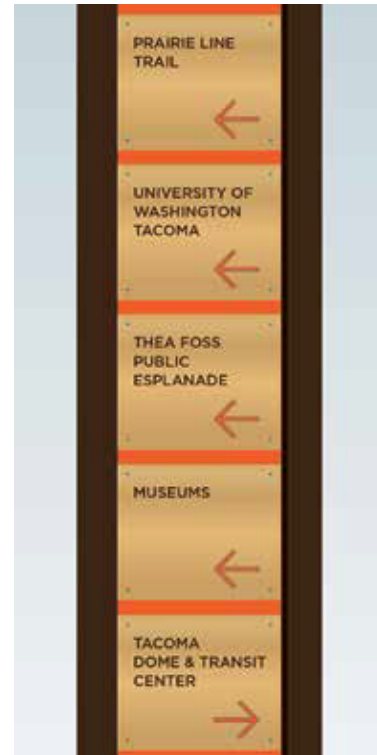 PRAIRIE LINE
TRAIL
UNIVERSITY OF
WASHINGTON
TACOMA
THEA FOSS
PUBLIC
ESPLANADE
MUSEUMS
TACOMA
DOME & TRANSIT
CENTER